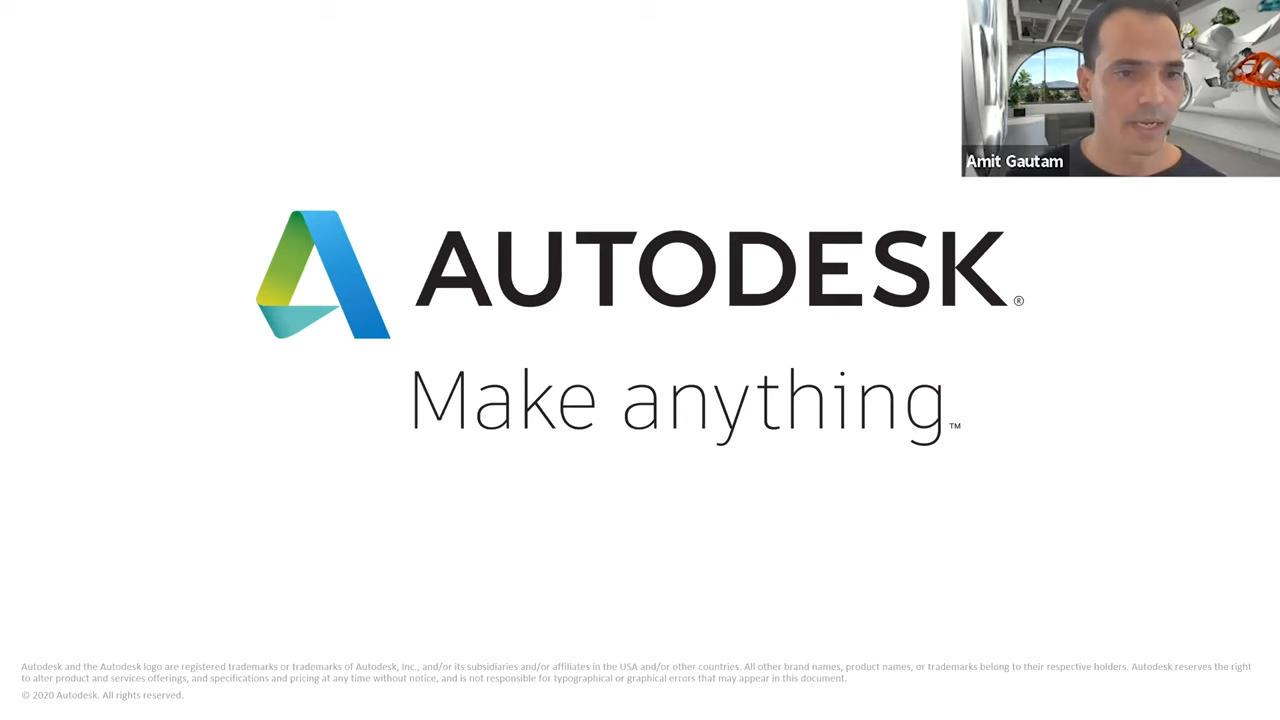 Amit Gautam
AUTODESK®
Make anything™
Autodesk and the Autodesk logo are registered trademarks or trademarks of Autodesk, Inc., and/or its subsidiaries and/or affiliates in the USA and/or other countries. All other brand names, product names, or trademarks belong to their respective holders. Autodesk reserves the right
to alter product and services offerings, and specifications and pricing at any time without notice, and is not responsible for typographical or graphical errors that may appear in this document.
© 2020 Autodesk. All rights reserved.